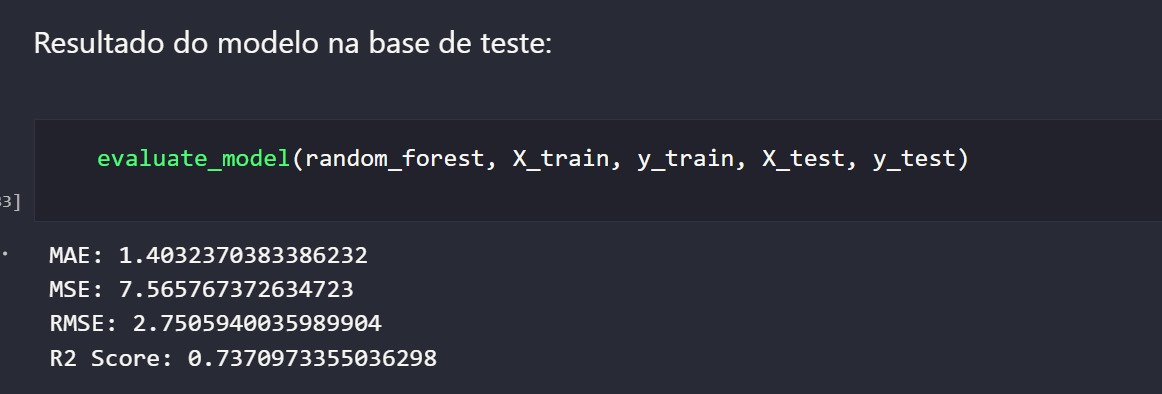 Resultado do modelo na base de teste:
evaluate_model(random_forest, X_train, y_train, X_test, y_test)
3]
MAE: 1.4032370383386232
MSE: 7.565767372634723
RMSE: 2.7505940035989904
R2 Score: 0.7370973355036298